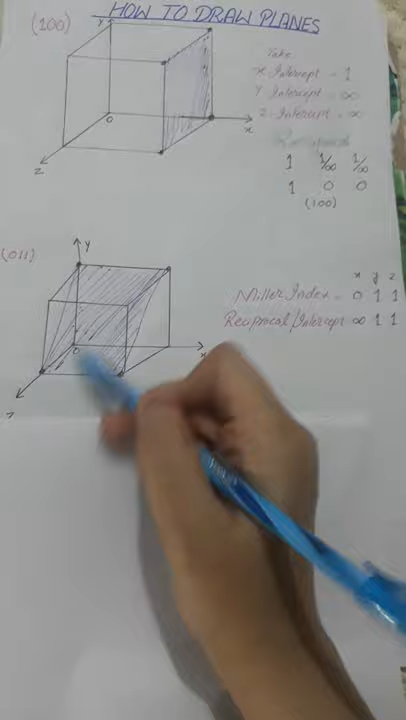 HOW TO DRAW PLANES
(100)
y
Take,
X-Intercept = 1
Y-Intercept = ∞
Z-Intercept = ∞
o
x
z
Reciprocal
1 1/∞ 1/∞
1 0 0
(100)
(011)
y
x y z
Miller Index = 0 1 1
Reciprocal/Intercept ∞ 1 1
o
x
z